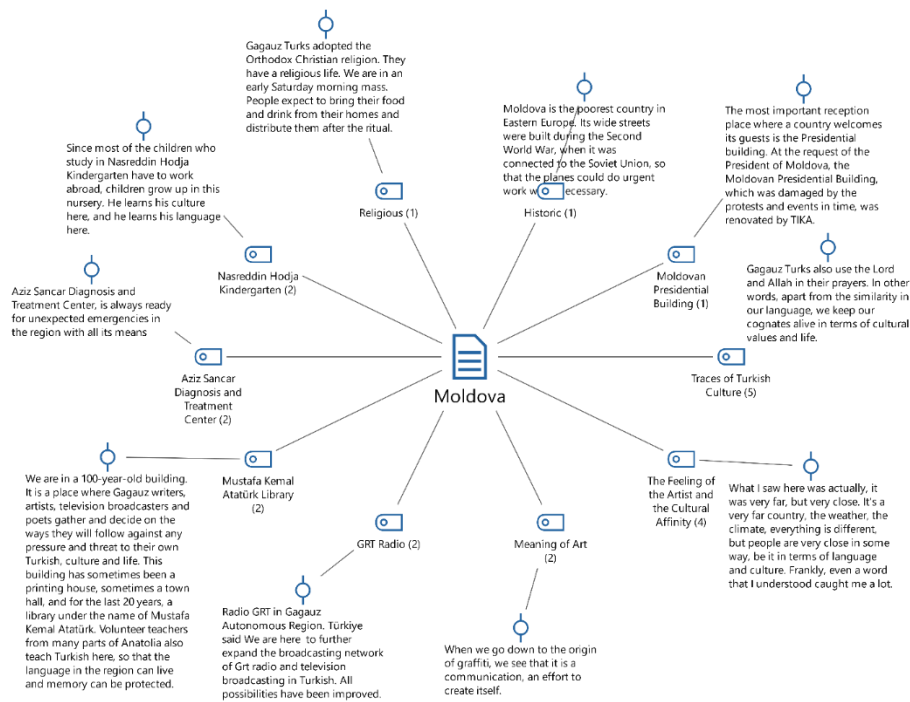 Gagauz Turks adopted the
Orthodox Christian religion. They
have a religious life. We are in an
early Saturday morning mass.
People expect to bring their food
and drink from their homes and
distribute them after the ritual.
Religious (1)
Moldova is the poorest country in
Eastern Europe. Its wide streets
were built during the Second
World War, when it was
connected to the Soviet Union, so
that the planes could do urgent
work ecessary.
Historic (1)
The most important reception
place where a country welcomes
its guests is the Presidential
building. At the request of the
President of Moldova, the
Moldovan Presidential Building,
which was damaged by the
protests and events in time, was
renovated by TIKA.
Moldovan
Presidential
Building (1)
Since most of the children who
study in Nasreddin Hodja
Kindergarten have to work
abroad, children grow up in this
nursery. He learns his culture
here, and he learns his language
here.
Nasreddin Hodja
Kindergarten (2)
Gagauz Turks also use the Lord
and Allah in their prayers. In other
words, apart from the similarity in
our language, we keep our
cognates alive in terms of cultural
values and life.
Traces of Turkish
Culture (5)
Aziz Sancar Diagnosis and
Treatment Center, is always ready
for unexpected emergencies in
the region with all its means
Aziz Sancar
Diagnosis and
Treatment
Center (2)
Moldova
We are in a 100-year-old building.
It is a place where Gagauz writers,
artists, television broadcasters and
poets gather and decide on the
ways they will follow against any
pressure and threat to their own
Turkish, culture and life. This
building has sometimes been a
printing house, sometimes a town
hall, and for the last 20 years, a
library under the name of Mustafa
Kemal Atatürk. Volunteer teachers
from many parts of Anatolia also
teach Turkish here, so that the
language in the region can live
and memory can be protected.
Mustafa Kemal
Atatürk Library
(2)
GRT Radio (2)
Radio GRT in Gagauz
Autonomous Region. Türkiye
said We are here to further
expand the broadcasting network
of Grt radio and television
broadcasting in Turkish. All
possibilities have been improved.
Meaning of Art
(2)
When we go down to the origin
of graffiti, we see that it is a
communication, an effort to
create itself.
The Feeling of
the Artist and
the Cultural
Affinity (4)
What I saw here was actually, it
was very far, but very close. It's a
very far country, the weather, the
climate, everything is different,
but people are very close in some
way, be it in terms of language
and culture. Frankly, even a word
that I understood caught me a lot.